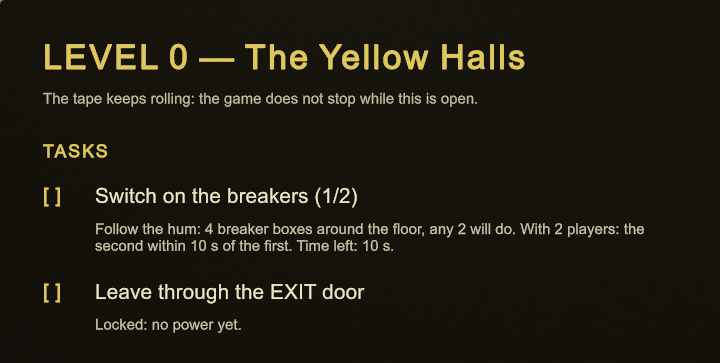 LEVEL 0 — The Yellow Halls
The tape keeps rolling: the game does not stop while this is open.
TASKS
[ ] Switch on the breakers (1/2)
Follow the hum: 4 breaker boxes around the floor, any 2 will do. With 2 players: the
second within 10 s of the first. Time left: 10 s.
[ ] Leave through the EXIT door
Locked: no power yet.